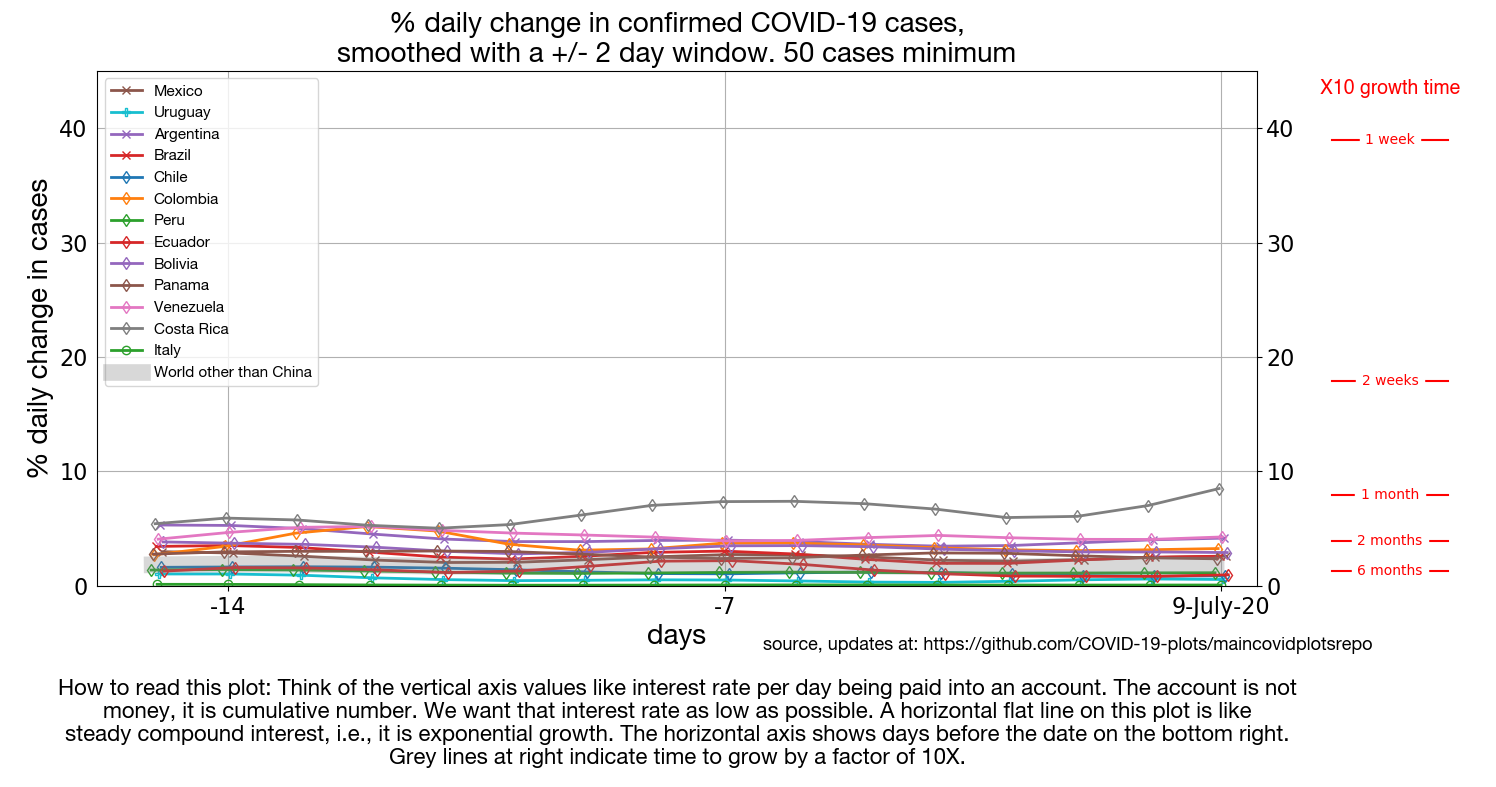 % daily change in confirmed COVID-19 cases,
smoothed with a +/- 2 day window. 50 cases minimum
X10 growth time
Mexico
Uruguay
Argentina
Brazil
Chile
Colombia
Peru
Ecuador
Bolivia
Panama
Venezuela
Costa Rica
Italy
World other than China
% daily change in cases
40
30
20
10
0
40
30
20
10
0
1 week
2 weeks
1 month
2 months
6 months
-14
-7
9-July-20
days
source, updates at: https://github.com/COVID-19-plots/maincovidplotsrepo
How to read this plot: Think of the vertical axis values like interest rate per day being paid into an account. The account is not
money, it is cumulative number. We want that interest rate as low as possible. A horizontal flat line on this plot is like
steady compound interest, i.e., it is exponential growth. The horizontal axis shows days before the date on the bottom right.
Grey lines at right indicate time to grow by a factor of 10X.